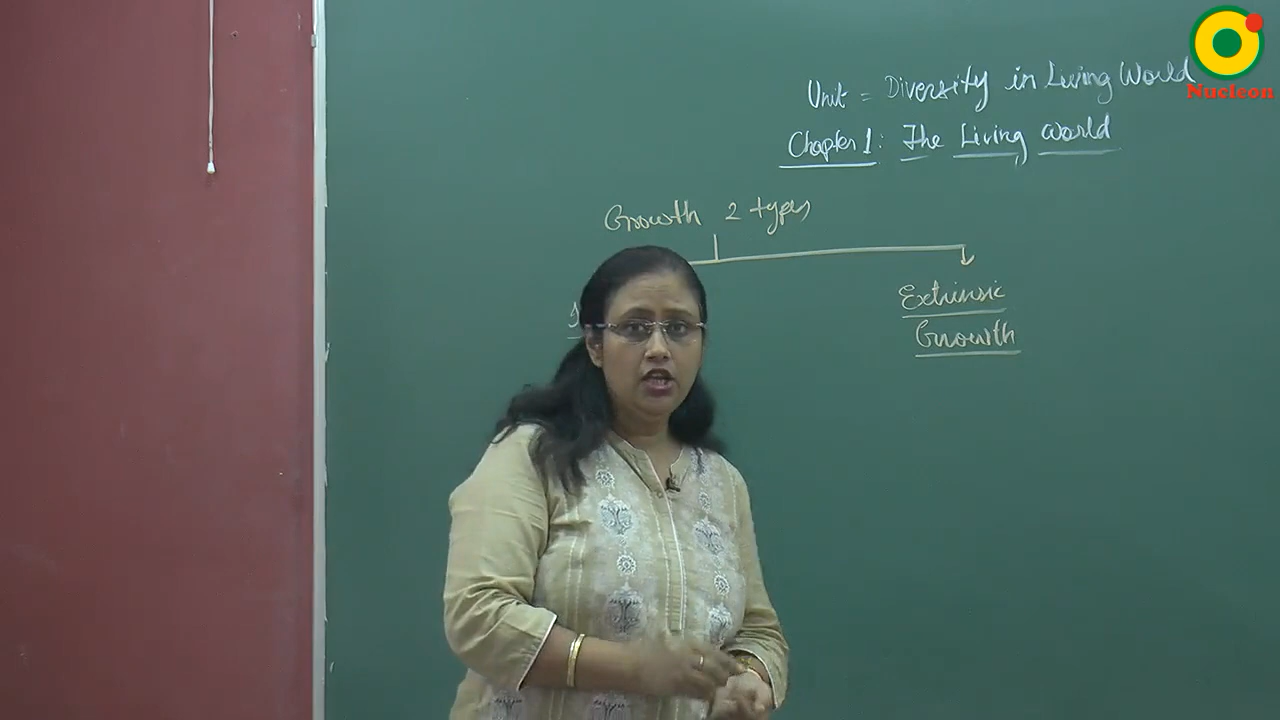 Nucleon
Unit = Diversity in Living World
Chapter 1: The Living World
Growth 2 types
Extrinsic
Growth